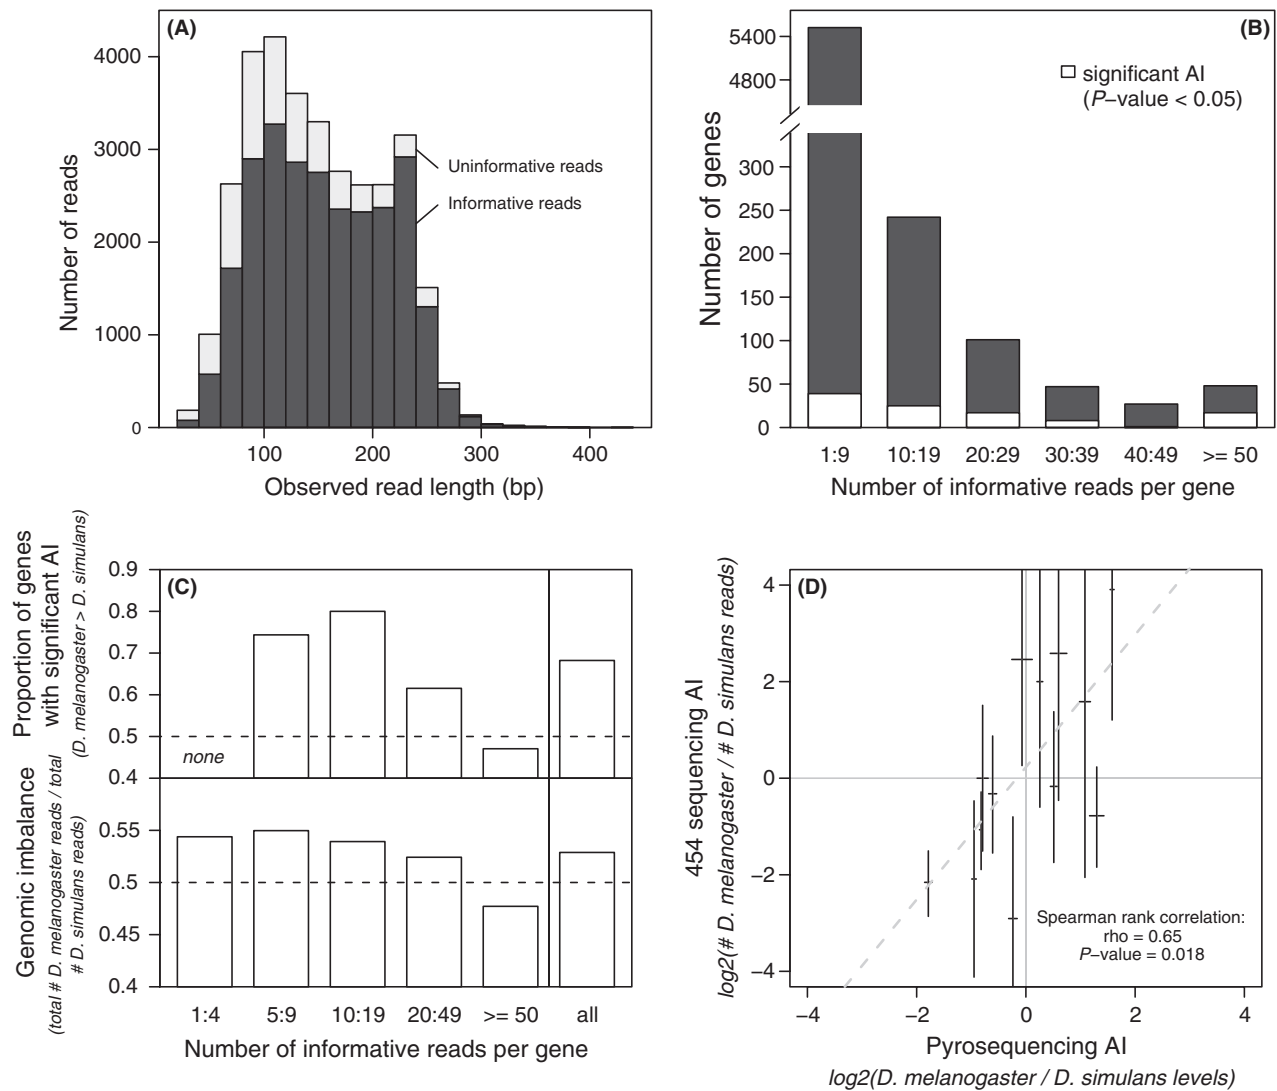 (A)
4000
3000
2000
1000
0
Number of reads
Uninformative reads
Informative reads
100 200 300 400
Observed read length (bp)
(B)
5400
4800
300
250
200
150
100
50
0
Number of genes
significant AI
(P−value < 0.05)
1:9 10:19 20:29 30:39 40:49 >= 50
Number of informative reads per gene
(C)
Proportion of genes
with significant AI
(D. melanogaster > D. simulans)
0.9
0.8
0.7
0.6
0.5
0.4
none
Genomic imbalance
(total # D. melanogaster reads / total
# D. simulans reads)
0.55
0.5
0.45
0.4
1:4 5:9 10:19 20:49 >= 50 all
Number of informative reads per gene
(D)
454 sequencing AI
log2(# D. melanogaster / # D. simulans reads)
4
2
0
−2
−4
Spearman rank correlation:
rho = 0.65
P−value = 0.018
−4 −2 0 2 4
Pyrosequencing AI
log2(D. melanogaster / D. simulans levels)